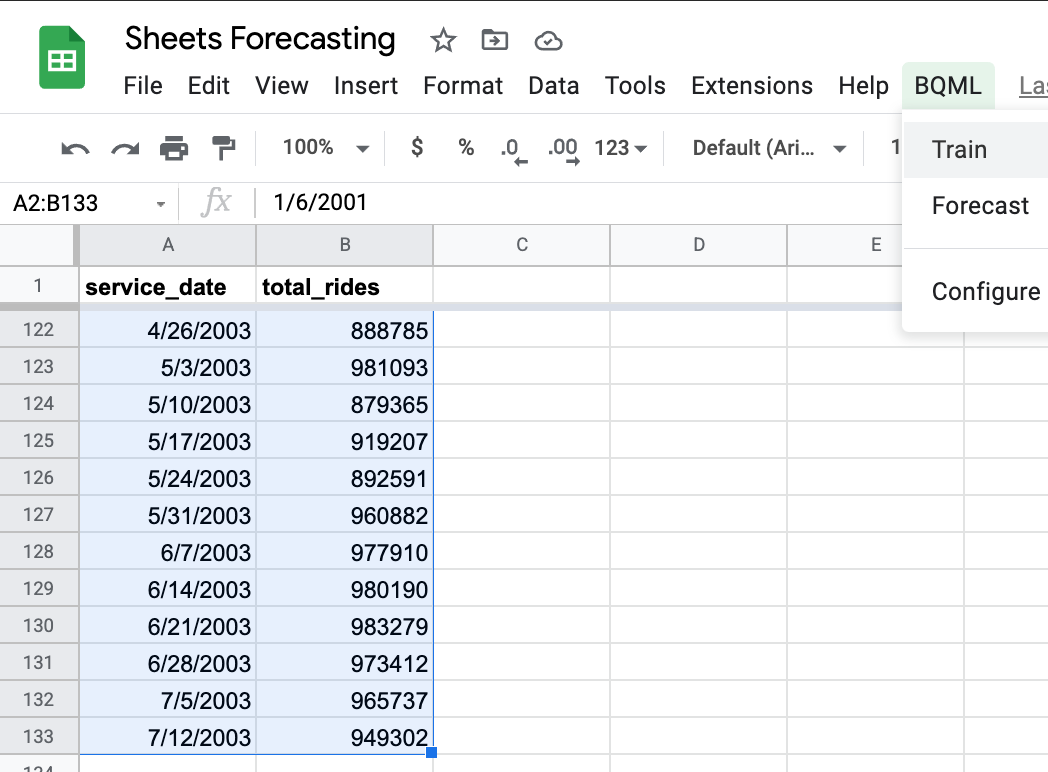 Sheets Forecasting
File Edit View Insert Format Data Tools Extensions Help BQML
100% $ % .0 .00 123 Default (Ari... 1
Train
A2:B133 fx 1/6/2001
Forecast
A B C D E
1 service_date total_rides
Configure
122 4/26/2003 888785
123 5/3/2003 981093
124 5/10/2003 879365
125 5/17/2003 919207
126 5/24/2003 892591
127 5/31/2003 960882
128 6/7/2003 977910
129 6/14/2003 980190
130 6/21/2003 983279
131 6/28/2003 973412
132 7/5/2003 965737
133 7/12/2003 949302